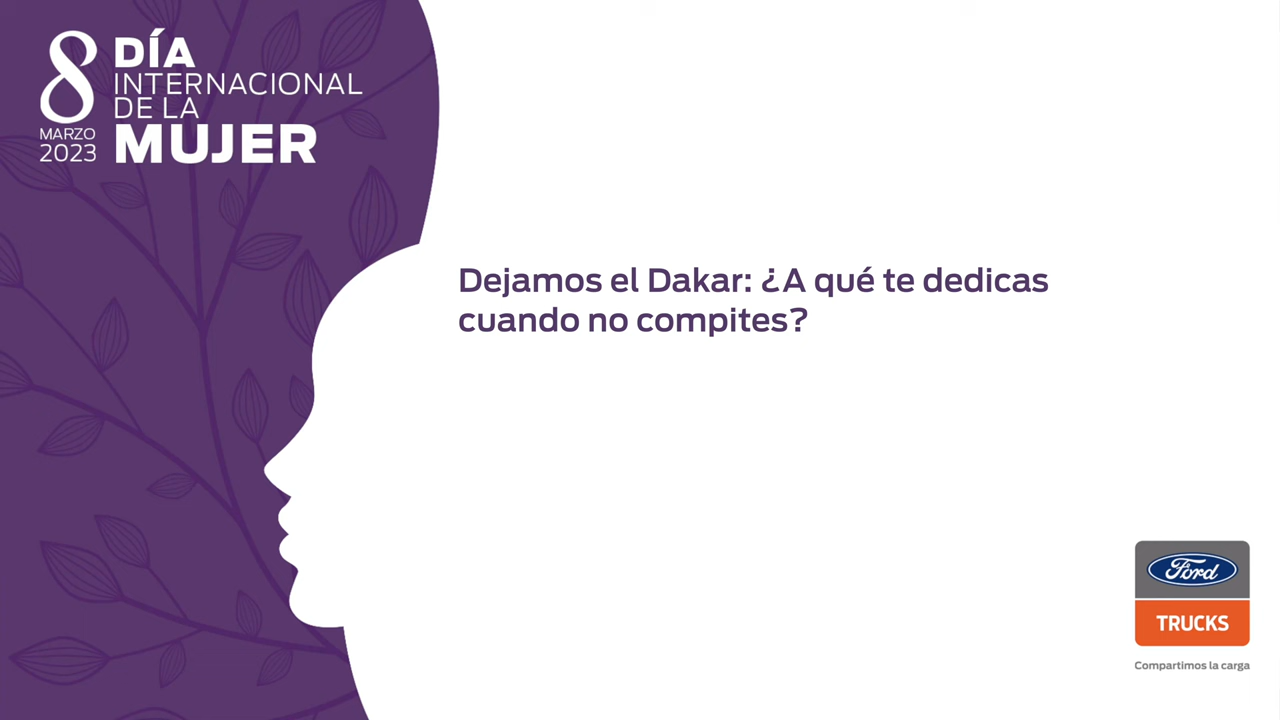 8
MARZO
2023
DÍA
INTERNACIONAL
DE LA
MUJER
Dejamos el Dakar: ¿A qué te dedicas
cuando no compites?
Ford
TRUCKS
Compartimos la carga